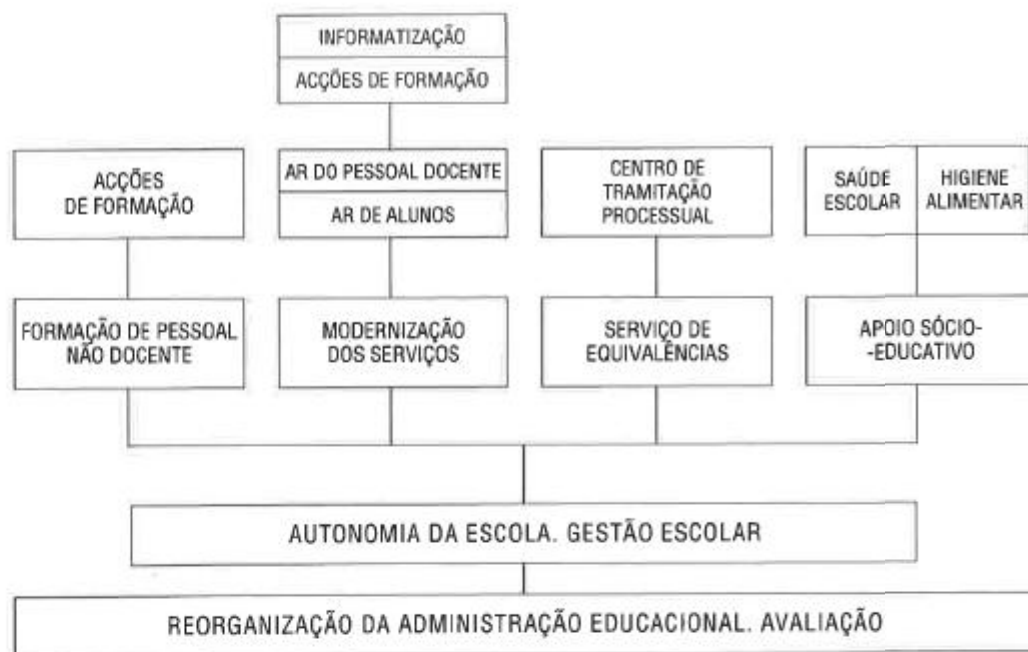 INFORMATIZAÇÃO
ACÇÕES DE FORMAÇÃO
ACÇÕES
DE FORMAÇÃO
AR DO PESSOAL DOCENTE
AR DE ALUNOS
CENTRO DE
TRAMITAÇÃO
PROCESSUAL
SAÚDE
ESCOLAR
HIGIENE
ALIMENTAR
FORMAÇÃO DE PESSOAL
NÃO DOCENTE
MODERNIZAÇÃO
DOS SERVIÇOS
SERVIÇO DE
EQUIVALÊNCIAS
APOIO SÓCIO-
-EDUCATIVO
AUTONOMIA DA ESCOLA. GESTÃO ESCOLAR
REORGANIZAÇÃO DA ADMINISTRAÇÃO EDUCACIONAL. AVALIAÇÃO